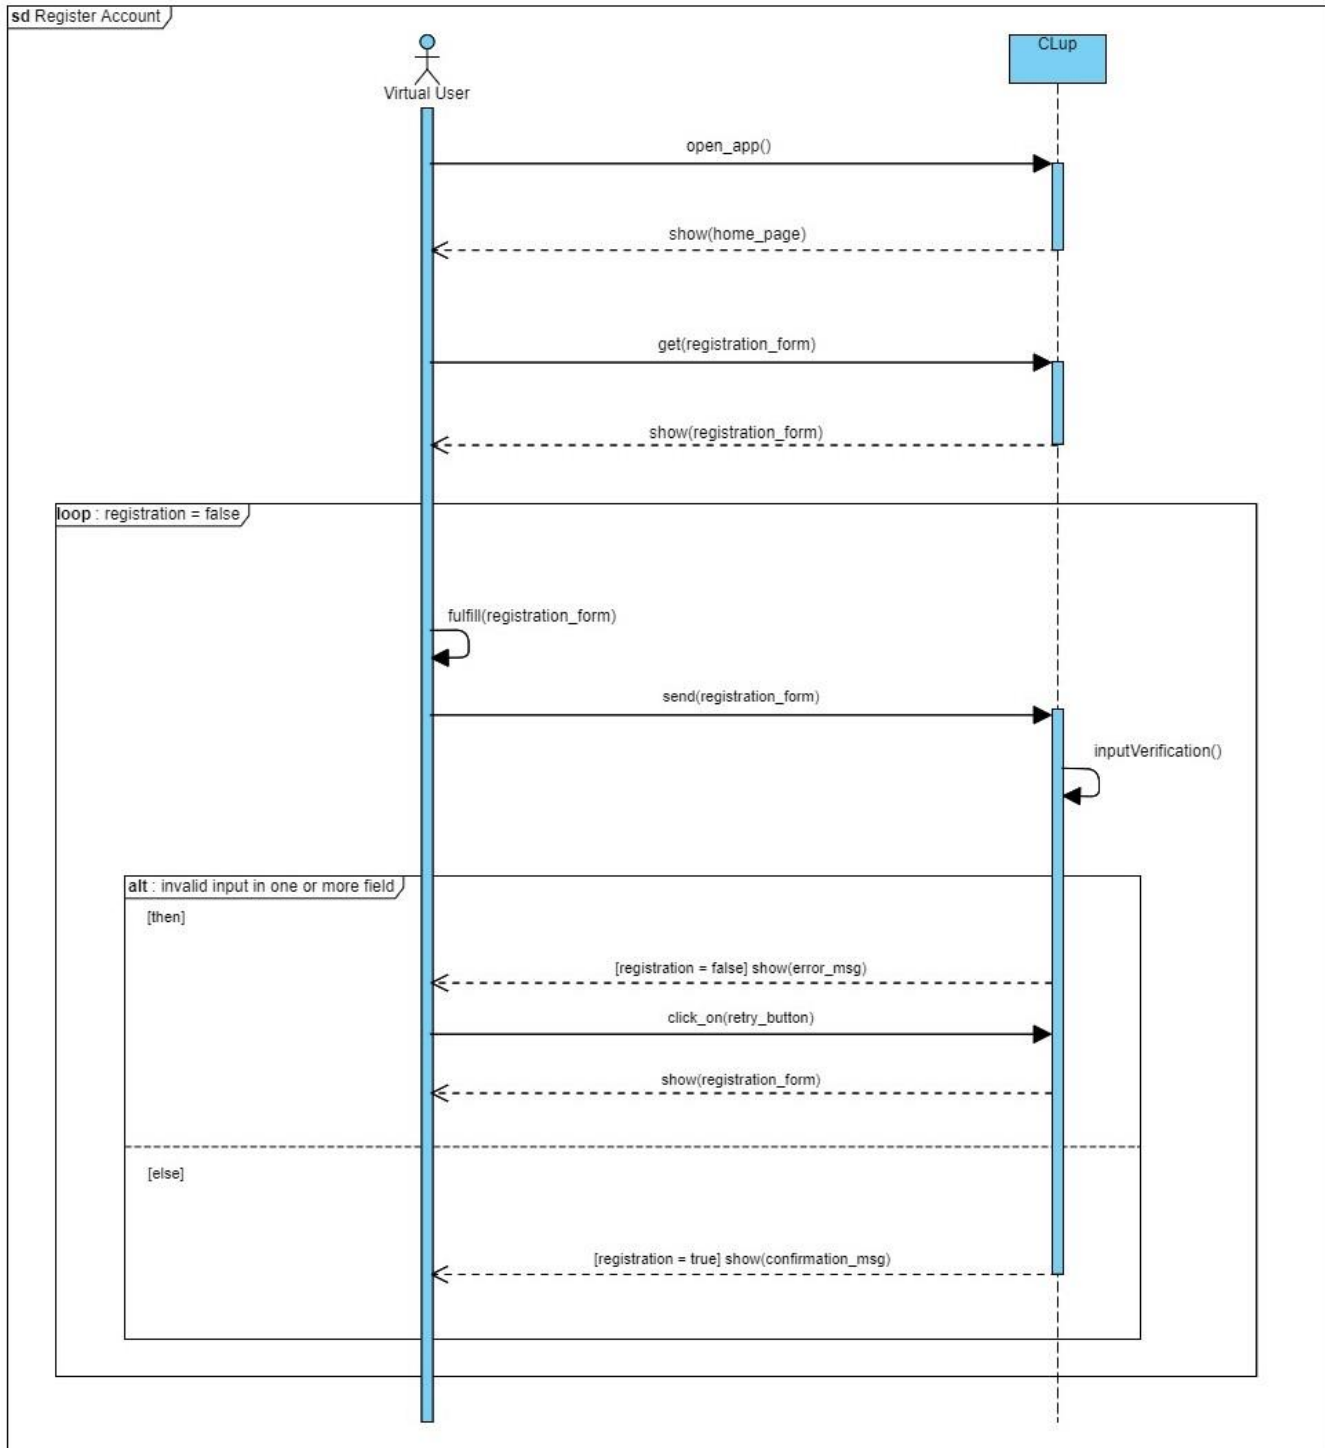 sd Register Account
CLup
Virtual User
open_app()
show(home_page)
get(registration_form)
show(registration_form)
loop : registration = false
fulfill(registration_form)
send(registration_form)
inputVerification()
alt : invalid input in one or more field
[then]
[registration = false] show(error_msg)
click_on(retry_button)
show(registration_form)
[else]
[registration = true] show(confirmation_msg)